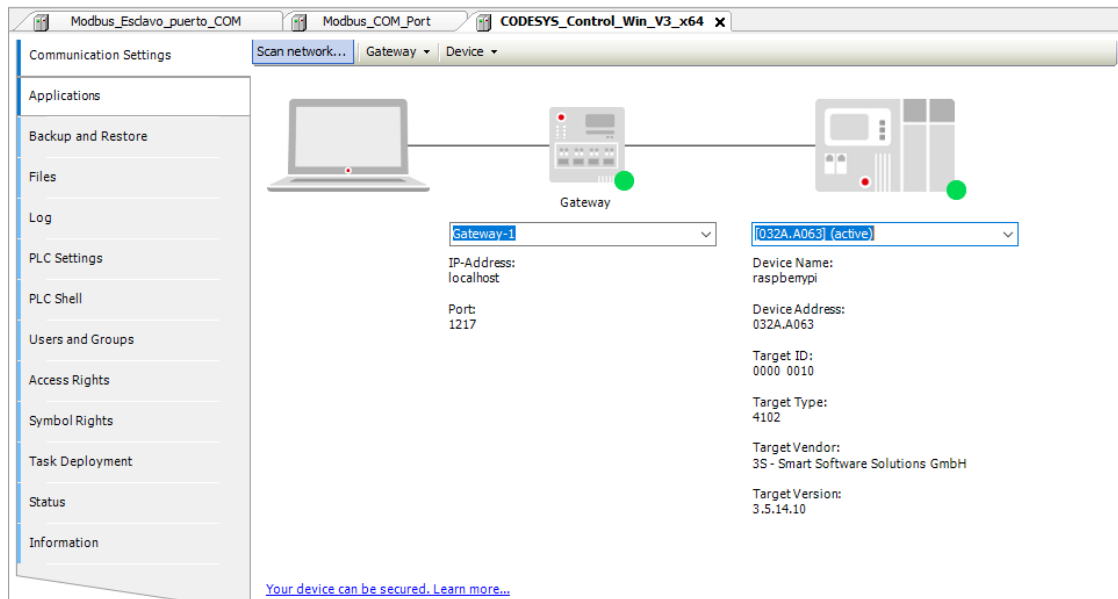 Modbus_Esclavo_puerto_COM
Modbus_COM_Port
CODESYS_Control_Win_V3_x64
Communication Settings
Applications
Backup and Restore
Files
Log
PLC Settings
PLC Shell
Users and Groups
Access Rights
Symbol Rights
Task Deployment
Status
Information
Scan network...
Gateway
Device
Gateway
Gateway-1
IP-Address:
localhost
Port:
1217
[032A.A063] (active)
Device Name:
raspberrypi
Device Address:
032A.A063
Target ID:
0000 0010
Target Type:
4102
Target Vendor:
3S - Smart Software Solutions GmbH
Target Version:
3.5.14.10
Your device can be secured. Learn more...